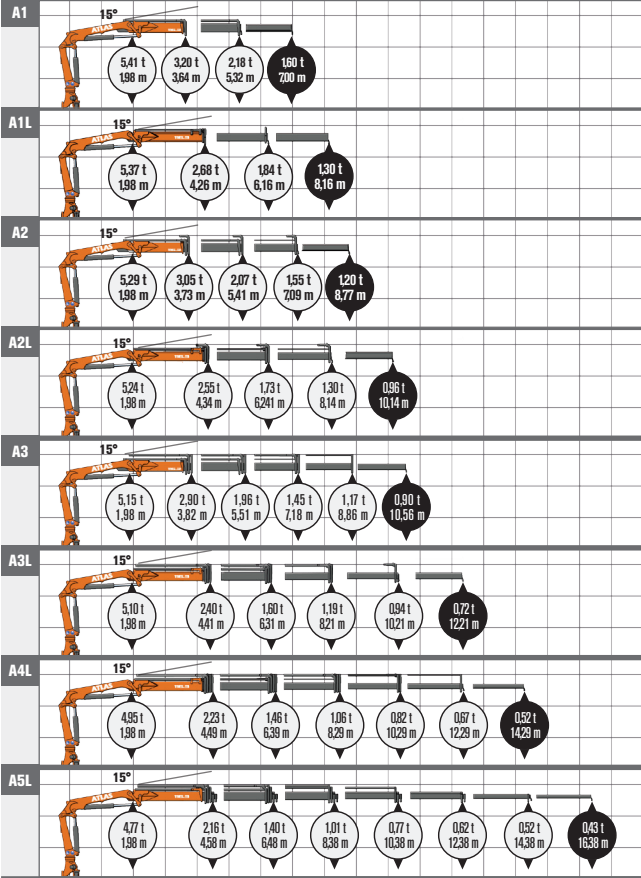 A1
15°
ATLAS
5,41 t 3,20 t 2,18 t 1,60 t
1,98 m 3,64 m 5,32 m 7,00 m
A1L
15°
ATLAS
5,37 t 2,68 t 1,84 t 1,30 t
1,98 m 4,26 m 6,16 m 8,16 m
A2
15°
ATLAS
5,29 t 3,05 t 2,07 t 1,55 t 1,20 t
1,98 m 3,73 m 5,41 m 7,09 m 8,77 m
A2L
15°
ATLAS
5,24 t 2,55 t 1,73 t 1,30 t 0,96 t
1,98 m 4,34 m 6,241 m 8,14 m 10,14 m
A3
15°
ATLAS
5,15 t 2,90 t 1,96 t 1,45 t 1,17 t 0,90 t
1,98 m 3,82 m 5,51 m 7,18 m 8,86 m 10,56 m
A3L
15°
ATLAS
5,10 t 2,40 t 1,60 t 1,19 t 0,94 t 0,72 t
1,98 m 4,41 m 6,31 m 8,21 m 10,21 m 12,21 m
A4L
15°
ATLAS
4,95 t 2,23 t 1,46 t 1,06 t 0,82 t 0,67 t 0,52 t
1,98 m 4,49 m 6,39 m 8,29 m 10,29 m 12,29 m 14,29 m
A5L
15°
ATLAS
4,77 t 2,16 t 1,40 t 1,01 t 0,77 t 0,62 t 0,52 t 0,43 t
1,98 m 4,58 m 6,48 m 8,38 m 10,38 m 12,38 m 14,38 m 16,38 m